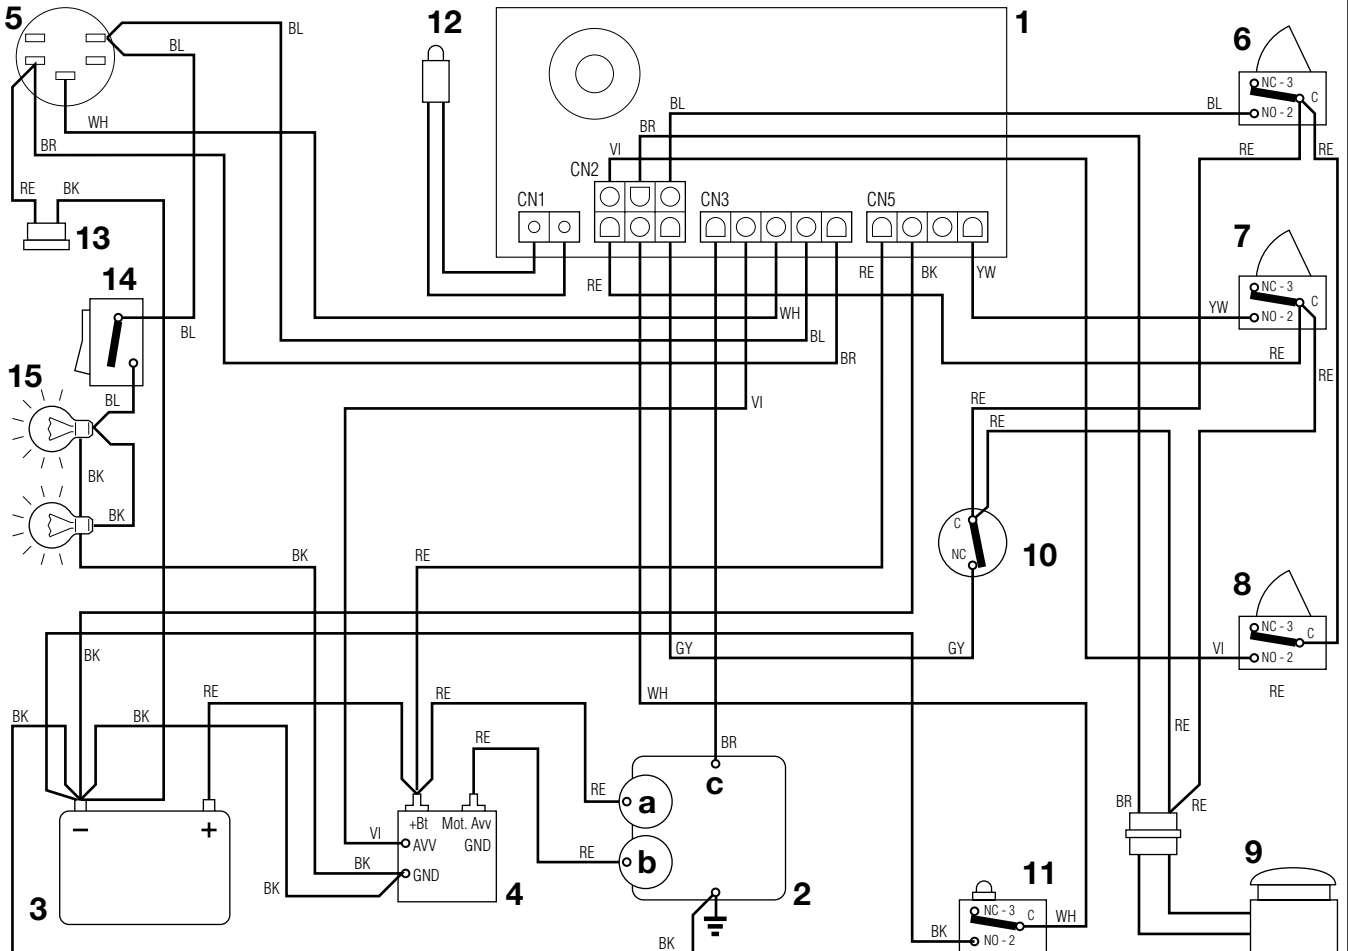 5
12
1
6
BL
BL
NC - 3
C
NO - 2
BL
BL
BR
WH
VI
BR
RE
RE
CN2
RE
BK
CN1
CN3
CN5
13
7
14
RE
BK
YW
NC - 3
C
RE
YW
NO - 2
WH
BL
BL
BR
RE
15
RE
BL
RE
VI
RE
BK
BK
C
NC
10
BK
RE
8
NC - 3
C
GY
GY
VI
NO - 2
BK
RE
RE
RE
WH
BK
BK
RE
RE
BR
c
RE
a
BR
RE
− +
+Bt Mot. Avv
VI
AVV GND
RE
b
9
BK
GND
11
BK
3
4
2
NC - 3
C
WH
BK
NO - 2
BK